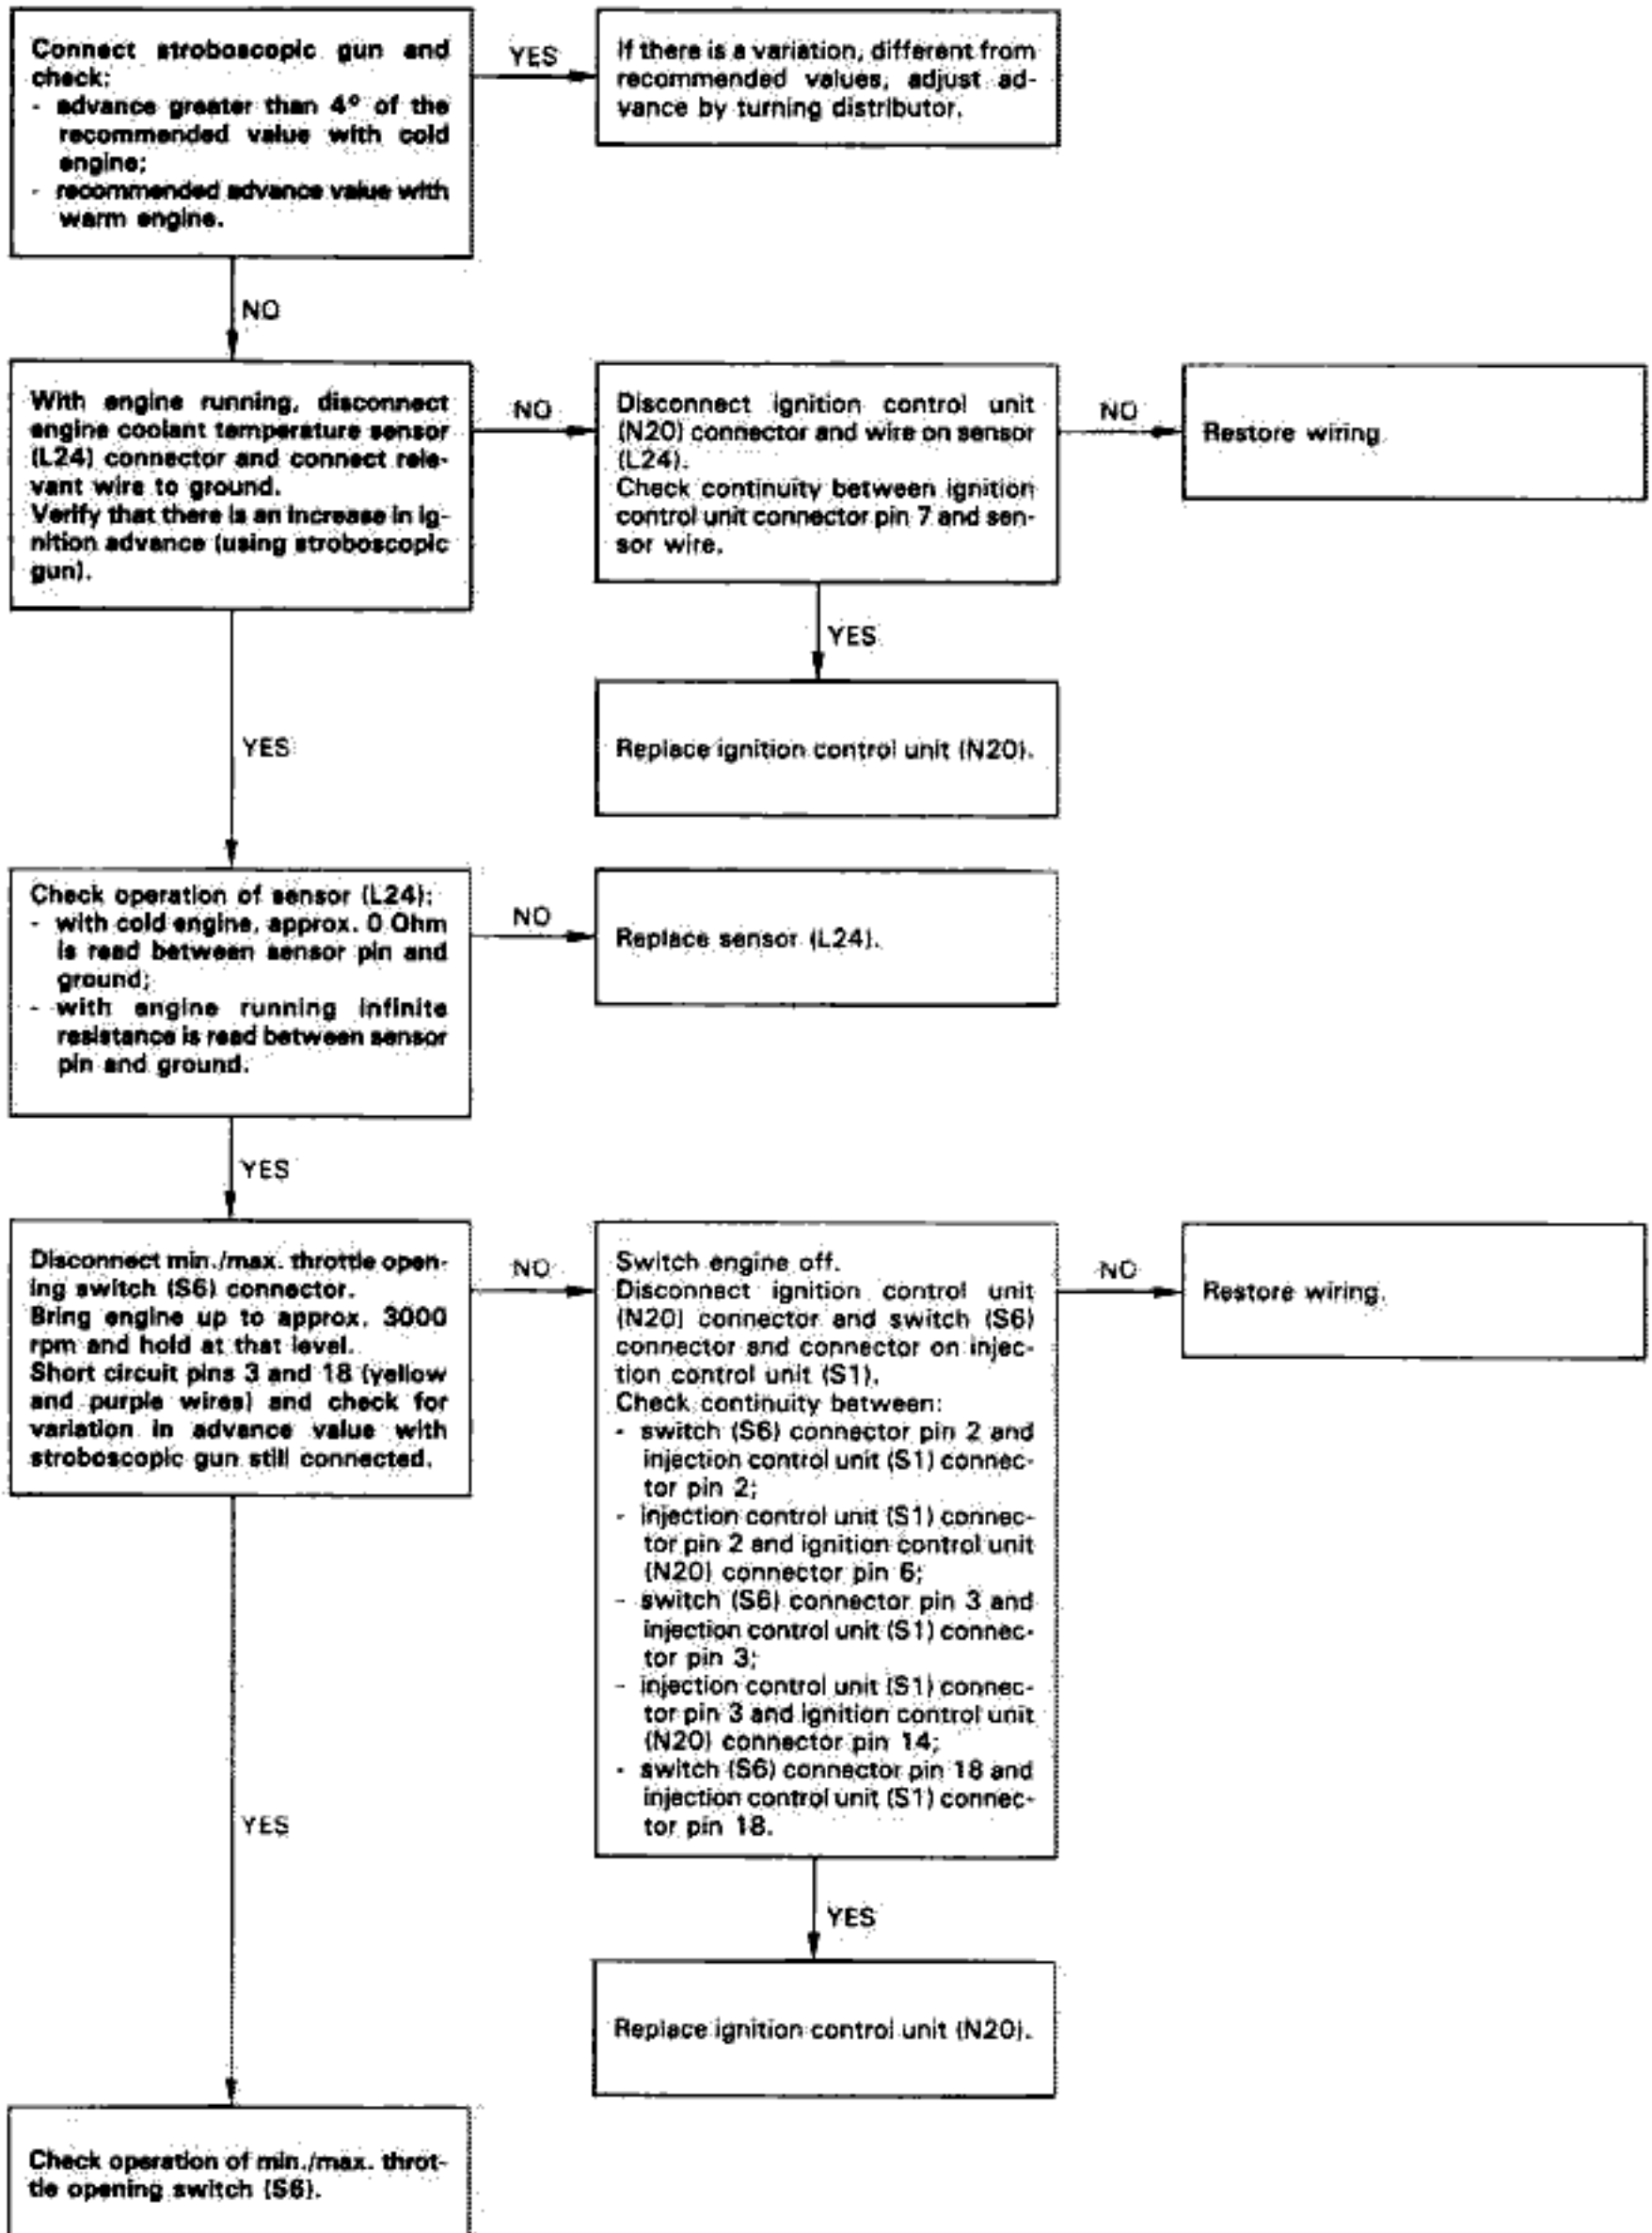 Connect stroboscopic gun and
check:
- advance greater than 4° of the
recommended value with cold
engine;
- recommended advance value with
warm engine.
YES
If there is a variation, different from
recommended values, adjust ad-
vance by turning distributor.
NO
With engine running, disconnect
engine coolant temperature sensor
(L24) connector and connect rele-
vant wire to ground.
Verify that there is an increase in ig-
nition advance (using stroboscopic
gun).
NO
Disconnect ignition control unit
(N20) connector and wire on sensor
(L24).
Check continuity between ignition
control unit connector pin 7 and sen-
sor wire.
NO
Restore wiring.
YES
Replace ignition control unit (N20).
YES
Check operation of sensor (L24):
- with cold engine, approx. 0 Ohm
is read between sensor pin and
ground;
- with engine running infinite
resistance is read between sensor
pin and ground.
NO
Replace sensor (L24).
YES
Disconnect min./max. throttle open-
ing switch (S6) connector.
Bring engine up to approx. 3000
rpm and hold at that level.
Short circuit pins 3 and 18 (yellow
and purple wires) and check for
variation in advance value with
stroboscopic gun still connected.
NO
Switch engine off.
Disconnect ignition control unit
(N20) connector and switch (S6)
connector and connector on injec-
tion control unit (S1).
Check continuity between:
- switch (S6) connector pin 2 and
injection control unit (S1) connec-
tor pin 2;
- injection control unit (S1) connec-
tor pin 2 and ignition control unit
(N20) connector pin 6;
- switch (S6) connector pin 3 and
injection control unit (S1) connec-
tor pin 3;
- injection control unit (S1) connec-
tor pin 3 and ignition control unit
(N20) connector pin 14;
- switch (S6) connector pin 18 and
injection control unit (S1) connec-
tor pin 18.
NO
Restore wiring.
YES
Replace ignition control unit (N20).
YES
Check operation of min./max. throt-
tle opening switch (S6).